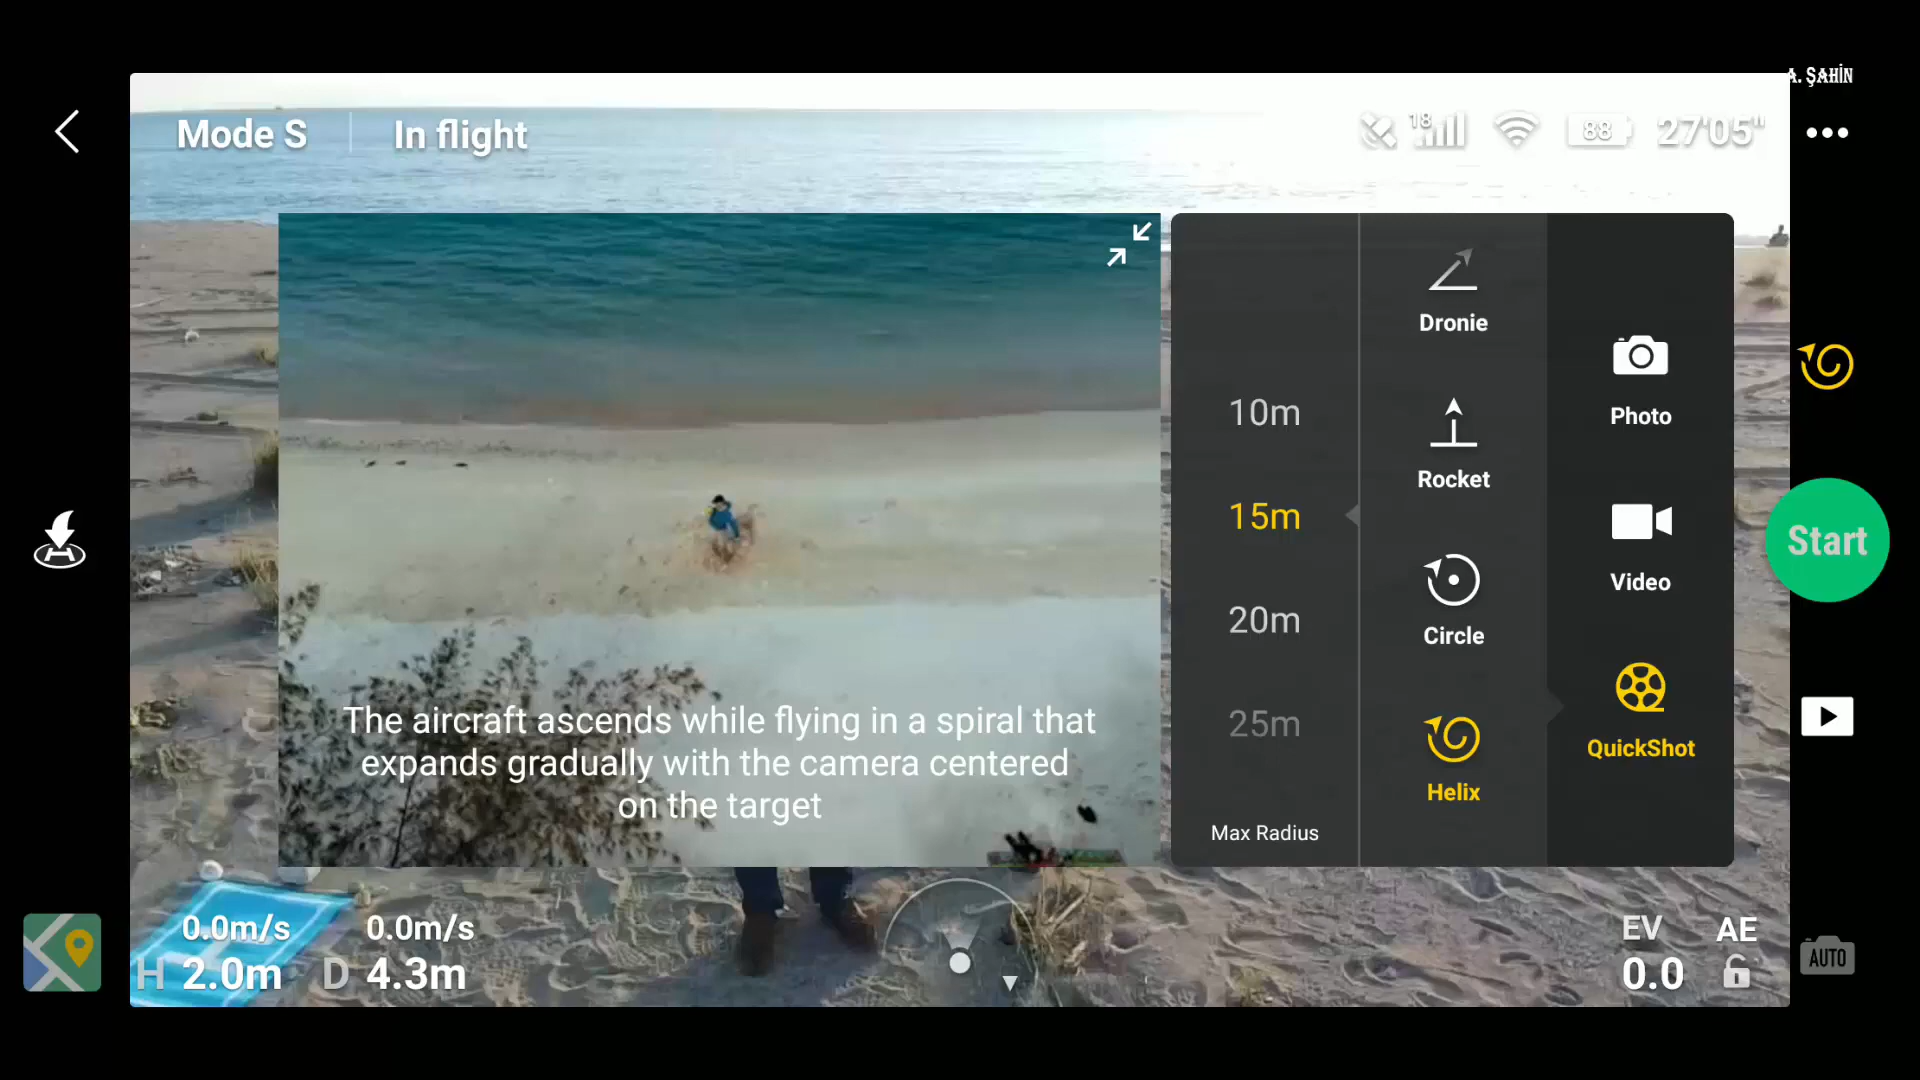 A. ŞAHİN
Mode S
In flight
18
88
27'05"
Dronie
10m
Photo
Rocket
15m
Start
Video
Circle
20m
The aircraft ascends while flying in a spiral that
expands gradually with the camera centered
on the target
25m
QuickShot
Helix
Max Radius
0.0m/s
0.0m/s
H 2.0m
D 4.3m
EV
0.0
AE
AUTO